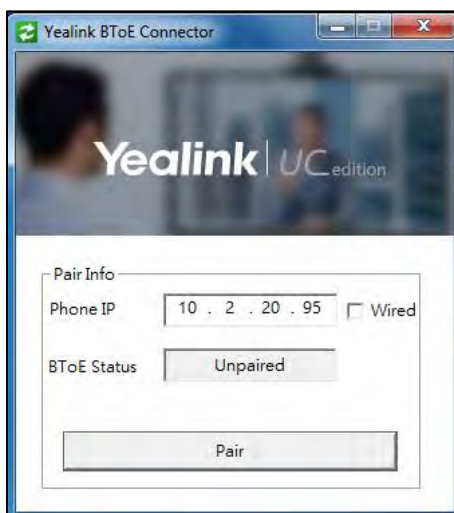 Yealink BToE Connector
Yealink | UC edition
Pair Info
Phone IP 10 . 2 . 20 . 95 Wired
BToE Status Unpaired
Pair